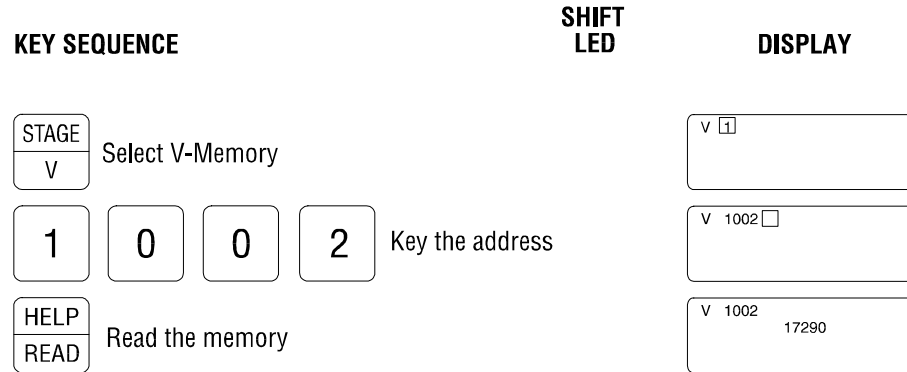 SHIFT
KEY SEQUENCE LED DISPLAY
STAGE
V
Select V-Memory
V 1
1 0 0 2 Key the address
V 1002
HELP
READ
Read the memory
V 1002
17290